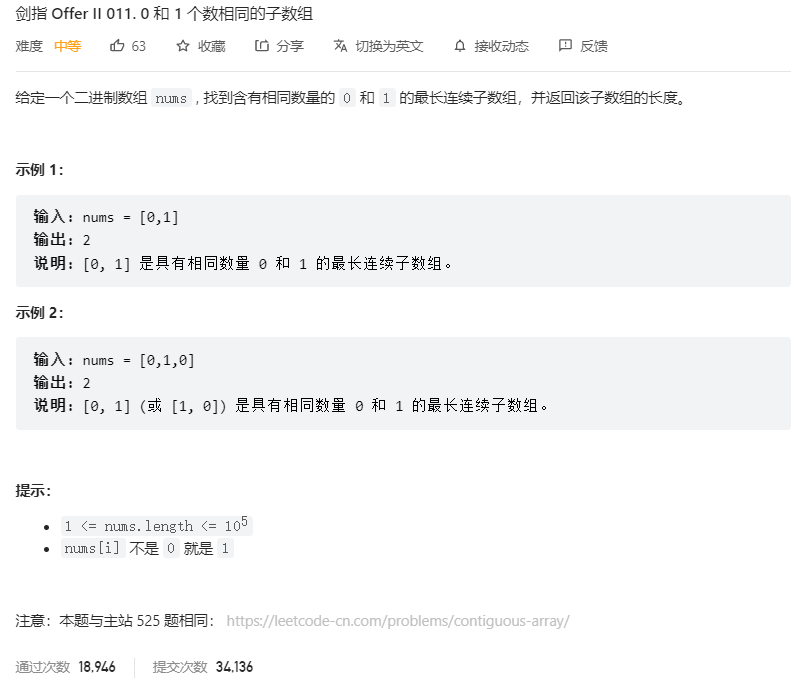 剑指 Offer II 011. 0 和 1 个数相同的子数组
难度 中等 63 收藏 分享 切换为英文 接收动态 反馈
给定一个二进制数组 nums , 找到含有相同数量的 0 和 1 的最长连续子数组，并返回该子数组的长度。
示例 1：
输入：nums = [0,1]
输出：2
说明：[0, 1] 是具有相同数量 0 和 1 的最长连续子数组。
示例 2：
输入：nums = [0,1,0]
输出：2
说明：[0, 1] (或 [1, 0]) 是具有相同数量 0 和 1 的最长连续子数组。
提示：
• 1 <= nums.length <= 10⁵
• nums[i] 不是 0 就是 1
注意：本题与主站 525 题相同： https://leetcode-cn.com/problems/contiguous-array/
通过次数 18,946 提交次数 34,136